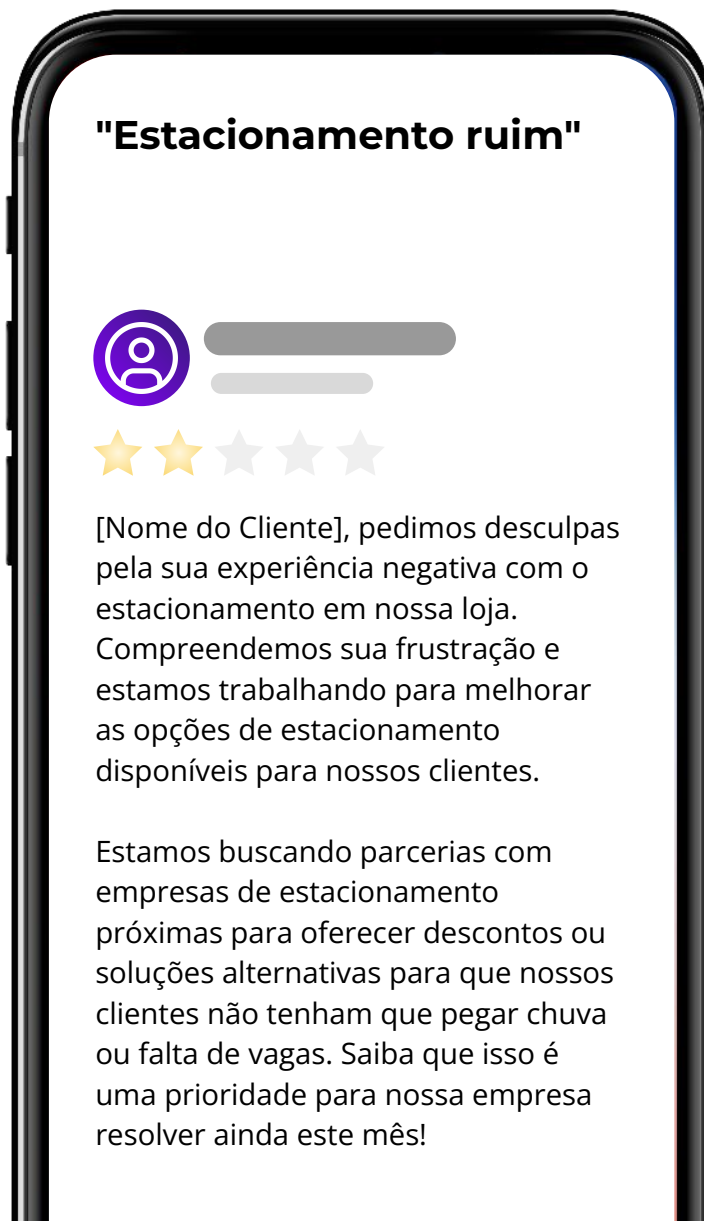 "Estacionamento ruim"
[Nome do Cliente], pedimos desculpas
pela sua experiência negativa com o
estacionamento em nossa loja.
Compreendemos sua frustração e
estamos trabalhando para melhorar
as opções de estacionamento
disponíveis para nossos clientes.
Estamos buscando parcerias com
empresas de estacionamento
próximas para oferecer descontos ou
soluções alternativas para que nossos
clientes não tenham que pegar chuva
ou falta de vagas. Saiba que isso é
uma prioridade para nossa empresa
resolver ainda este mês!